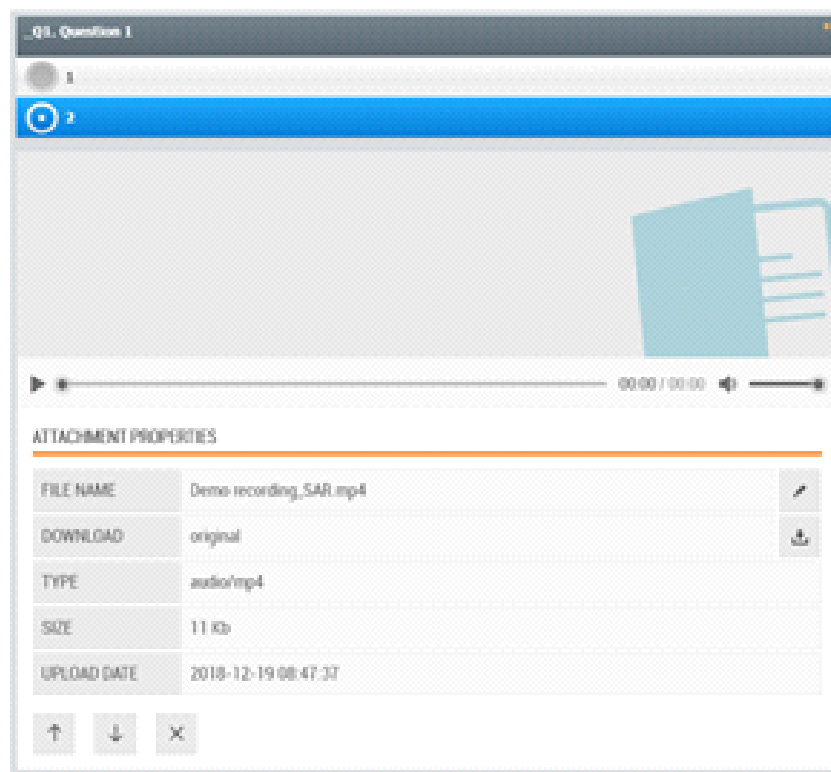 _Q1. Question 1
1
2
00:00 / 00:00
ATTACHMENT PROPERTIES
FILE NAME Demo recording_SAR.mp4
DOWNLOAD original
TYPE audio/mp4
SIZE 11 Kb
UPLOAD DATE 2018-12-19 08:47:37